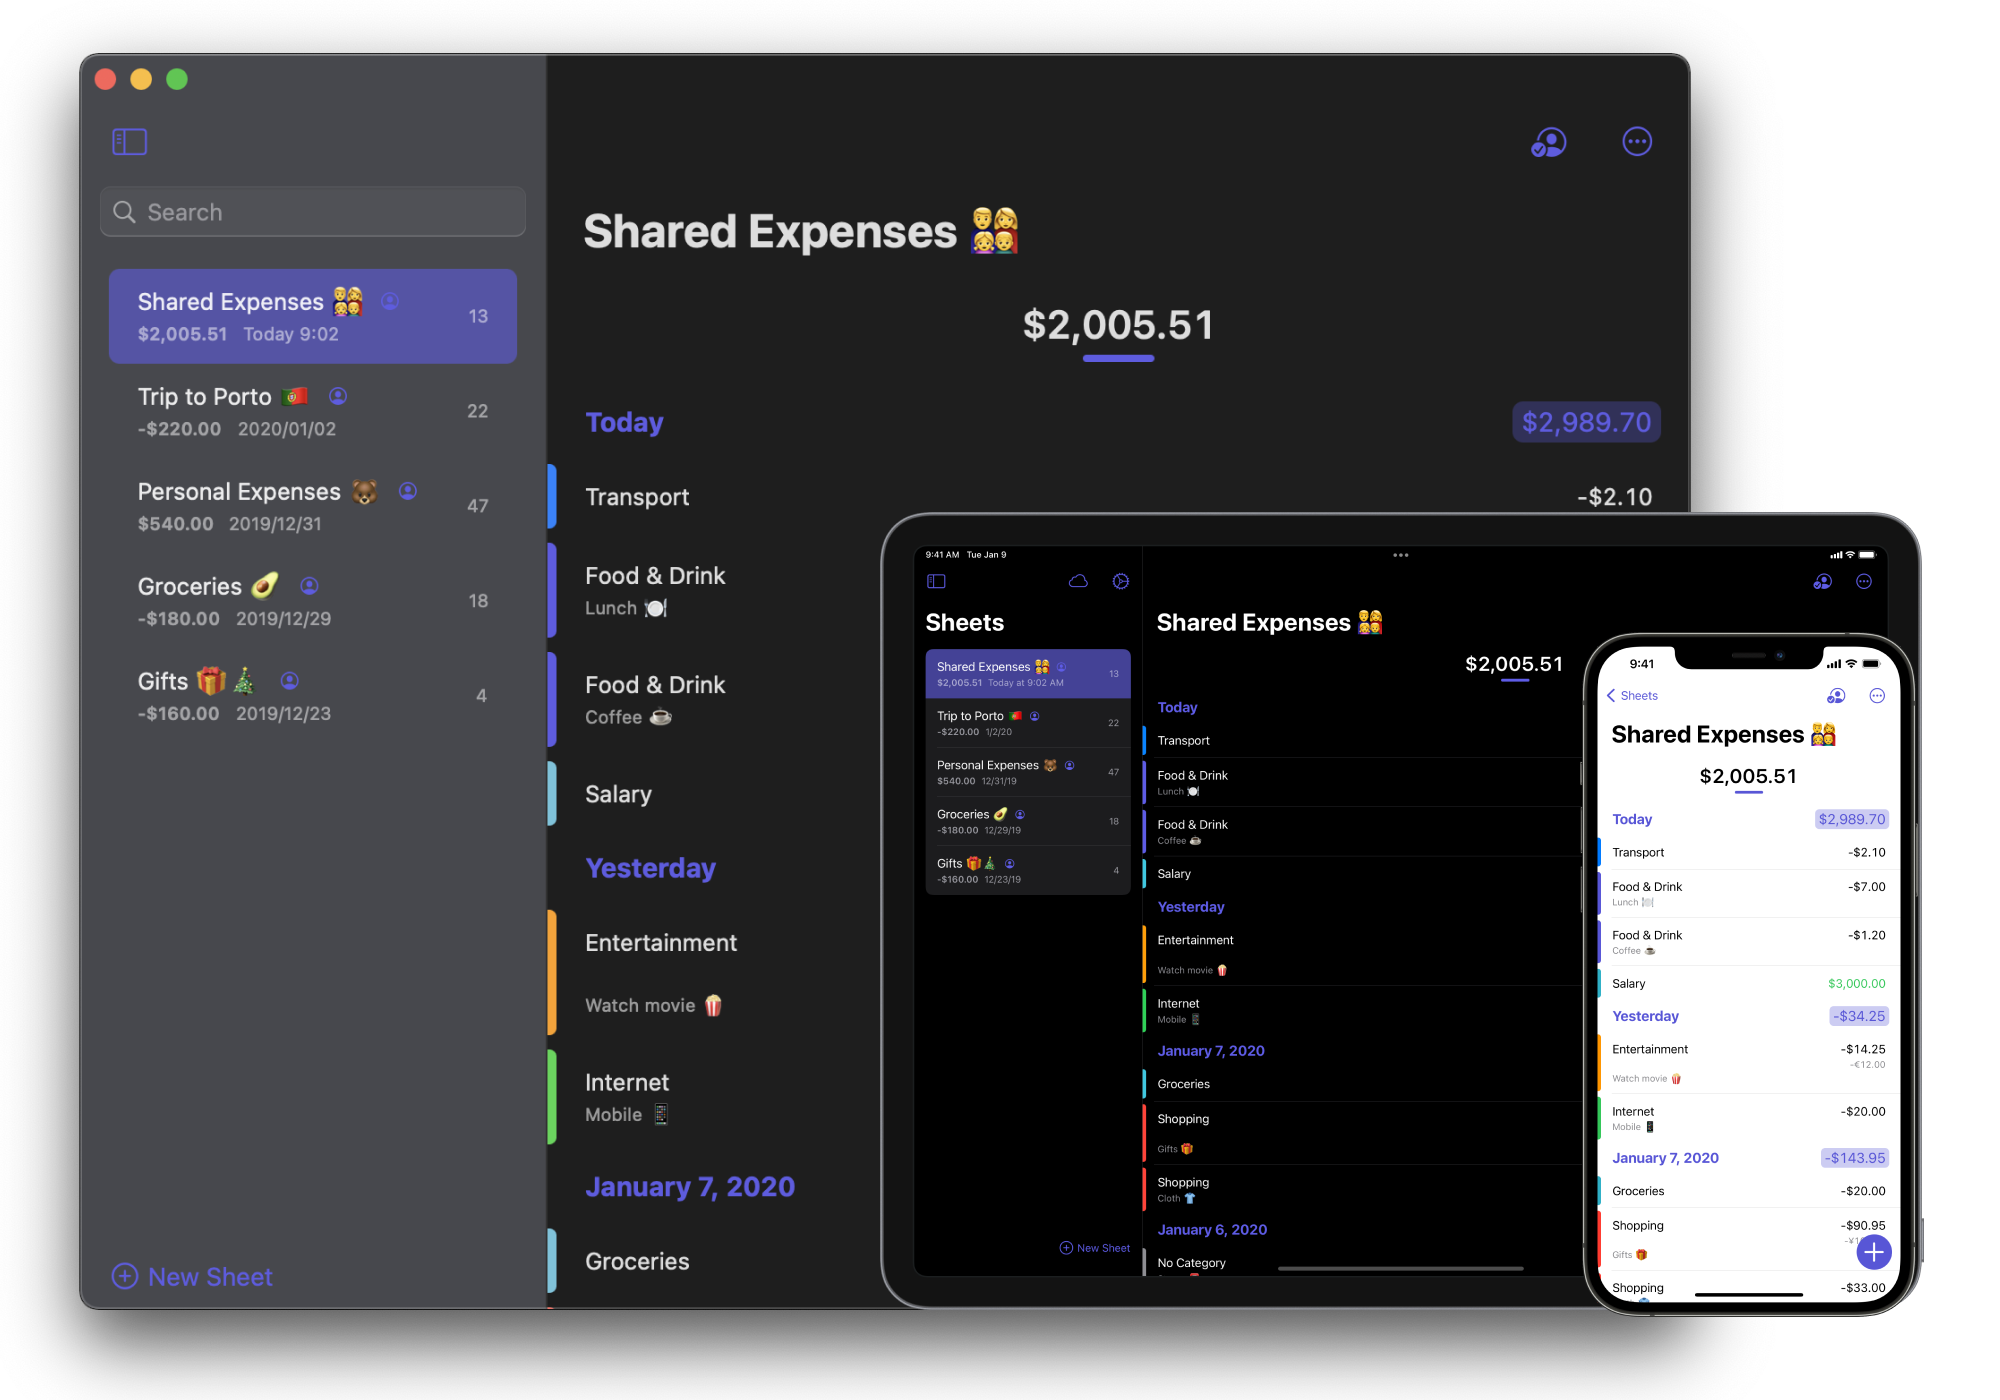 Search
Shared Expenses 👨‍👩‍👧‍👦
13
$2,005.51 Today 9:02
Trip to Porto 🇵🇹
22
-$220.00 2020/01/02
Personal Expenses 🐻
47
$540.00 2019/12/31
Groceries 🥑
18
-$180.00 2019/12/29
Gifts 🎁🎄
4
-$160.00 2019/12/23
New Sheet
Shared Expenses 👨‍👩‍👧‍👦
$2,005.51
Today $2,989.70
Transport -$2.10
Food & Drink
Lunch 🍽
Food & Drink
Coffee ☕
Salary
Yesterday
Entertainment
Watch movie 🍿
Internet
Mobile 📱
January 7, 2020
Groceries
9:41 AM Tue Jan 9
Sheets
Shared Expenses 👨‍👩‍👧‍👦
13
$2,005.51 Today at 9:02 AM
Trip to Porto 🇵🇹
22
-$220.00 1/2/20
Personal Expenses 🐻
47
$540.00 12/31/19
Groceries 🥑
18
-$180.00 12/29/19
Gifts 🎁🎄
4
-$160.00 12/23/19
New Sheet
Shared Expenses 👨‍👩‍👧‍👦
$2,005.51
Today
Transport
Food & Drink
Lunch 🍽
Food & Drink
Coffee ☕
Salary
Yesterday
Entertainment
Watch movie 🍿
Internet
Mobile 📱
January 7, 2020
Groceries
Shopping
Gifts 🎁
Shopping
Cloth 👕
January 6, 2020
No Category
9:41
Sheets
Shared Expenses 👨‍👩‍👧‍👦
$2,005.51
Today $2,989.70
Transport -$2.10
Food & Drink -$7.00
Lunch 🍽
Food & Drink -$1.20
Coffee ☕
Salary $3,000.00
Yesterday -$34.25
Entertainment -$14.25
-€12.00
Watch movie 🍿
Internet -$20.00
Mobile 📱
January 7, 2020 -$143.95
Groceries -$20.00
Shopping -$90.95
Gifts 🎁
Shopping -$33.00